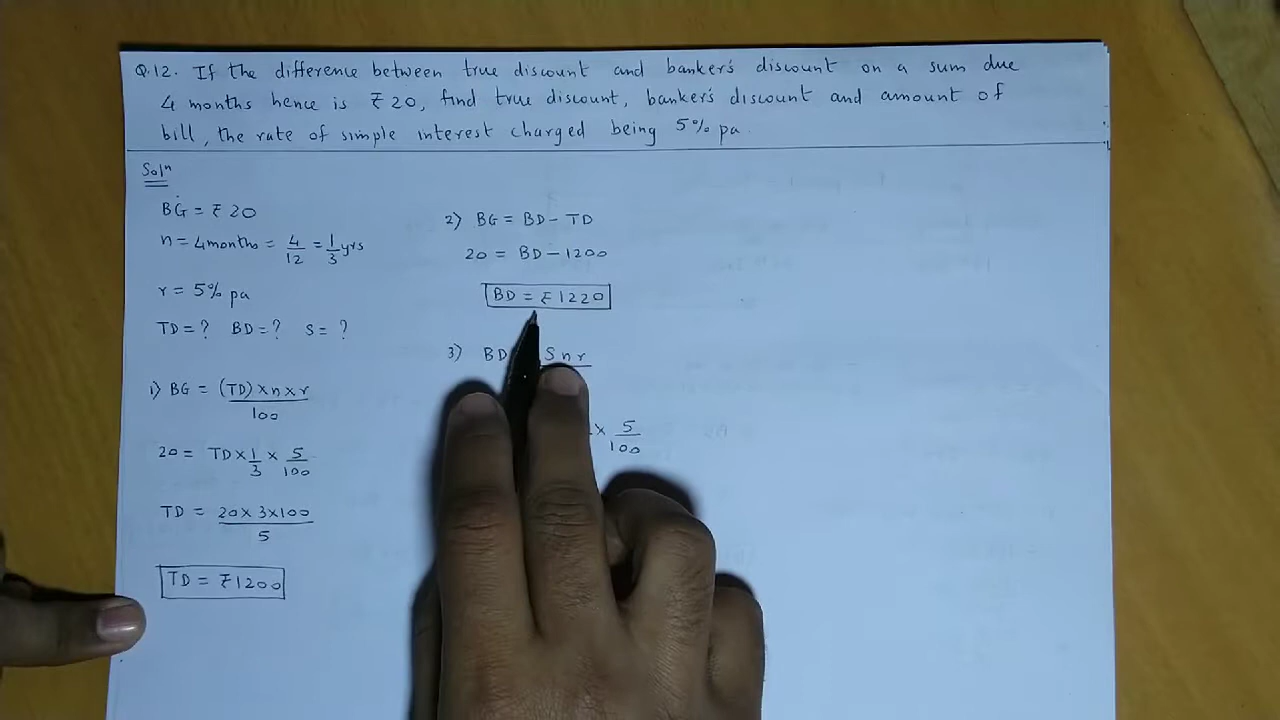 Q.12. If the difference between true discount and banker's discount on a sum due
4 months hence is ₹20, find true discount, banker's discount and amount of
bill, the rate of simple interest charged being 5% pa.
Solⁿ
BG = ₹20
n = 4months = 4/12 = 1/3 yrs
r = 5% pa
TD = ? BD = ? S = ?
1) BG = (TD) × n × r / 100
20 = TD × 1/3 × 5/100
TD = 20 × 3 × 100 / 5
TD = ₹1200
2) BG = BD - TD
20 = BD - 1200
BD = ₹1220
3) BD S n r
× 5/100